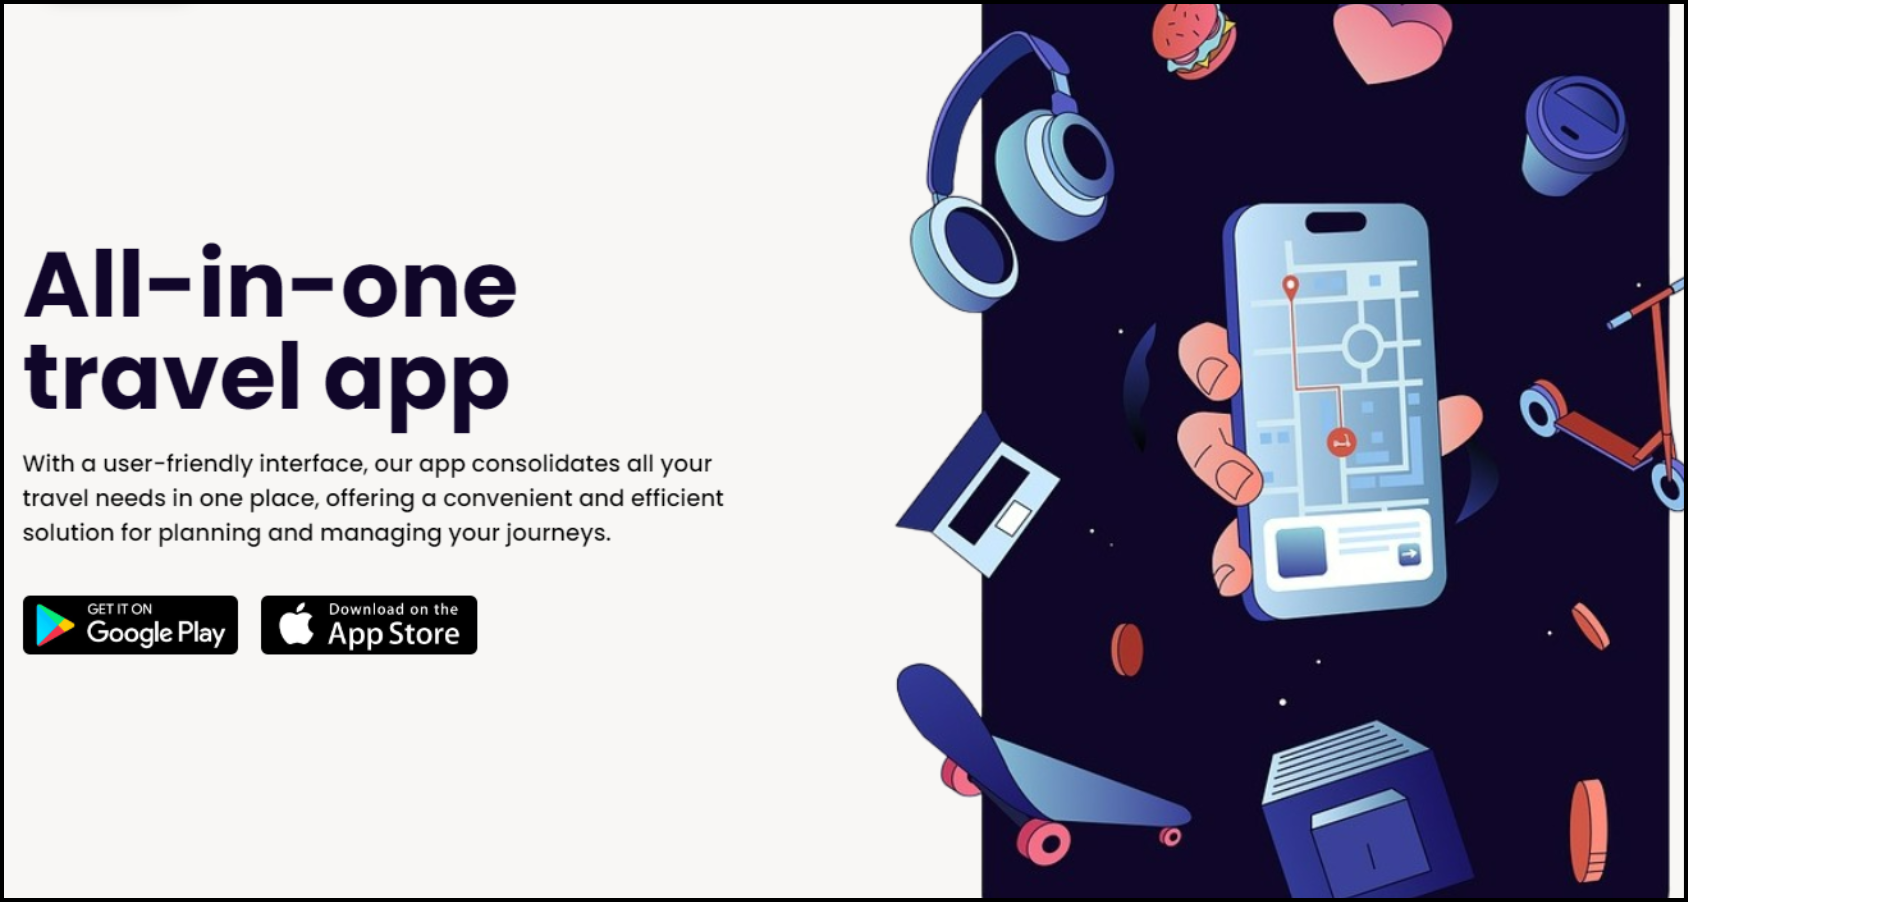 All-in-one
travel app
With a user-friendly interface, our app consolidates all your
travel needs in one place, offering a convenient and efficient
solution for planning and managing your journeys.
GET IT ON
Google Play
Download on the
App Store